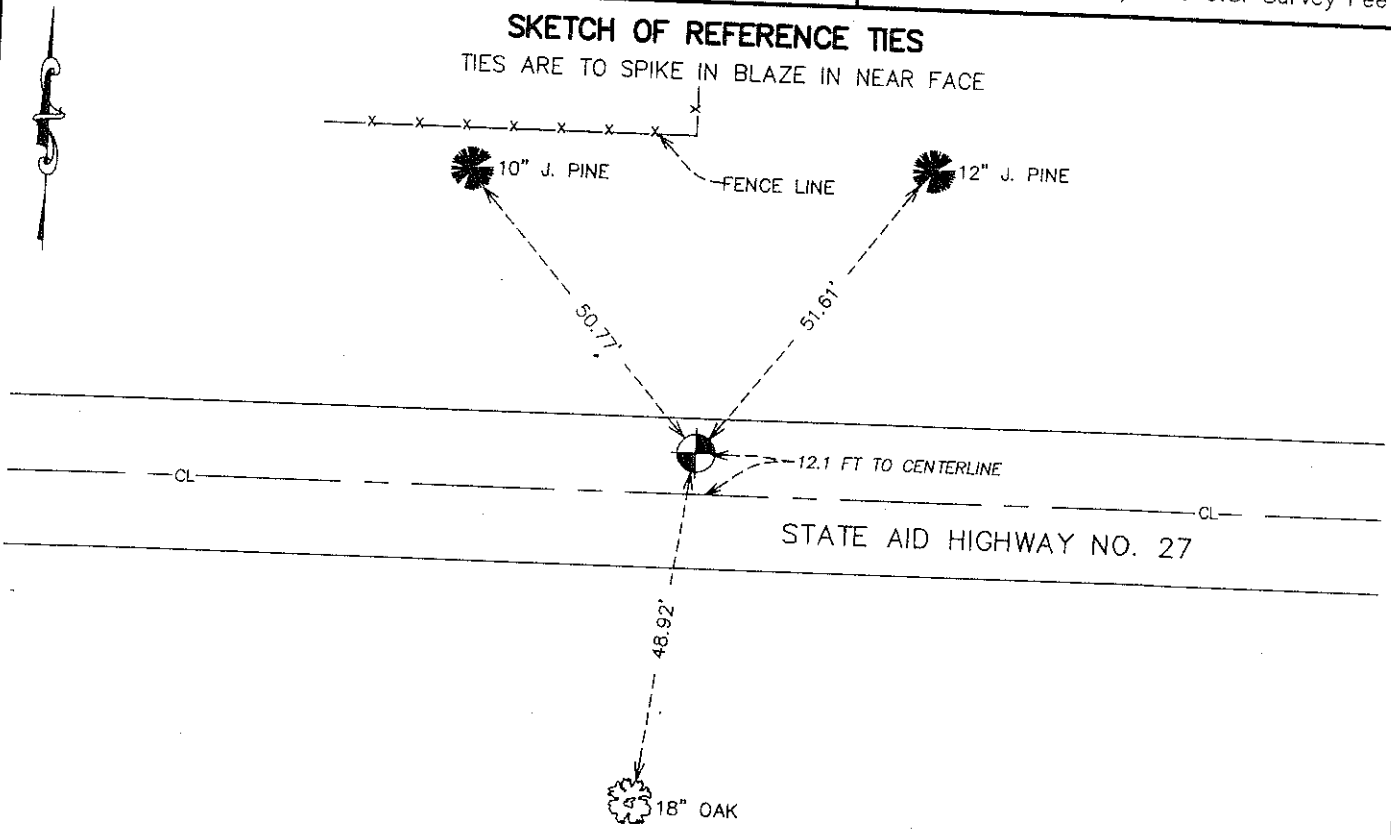 Survey Fee
SKETCH OF REFERENCE TIES
TIES ARE TO SPIKE IN BLAZE IN NEAR FACE
x x x x x x x x
10" J. PINE
FENCE LINE
12" J. PINE
50.77'
51.61'
12.1 FT TO CENTERLINE
CL
CL
STATE AID HIGHWAY NO. 27
48.92'
18" OAK